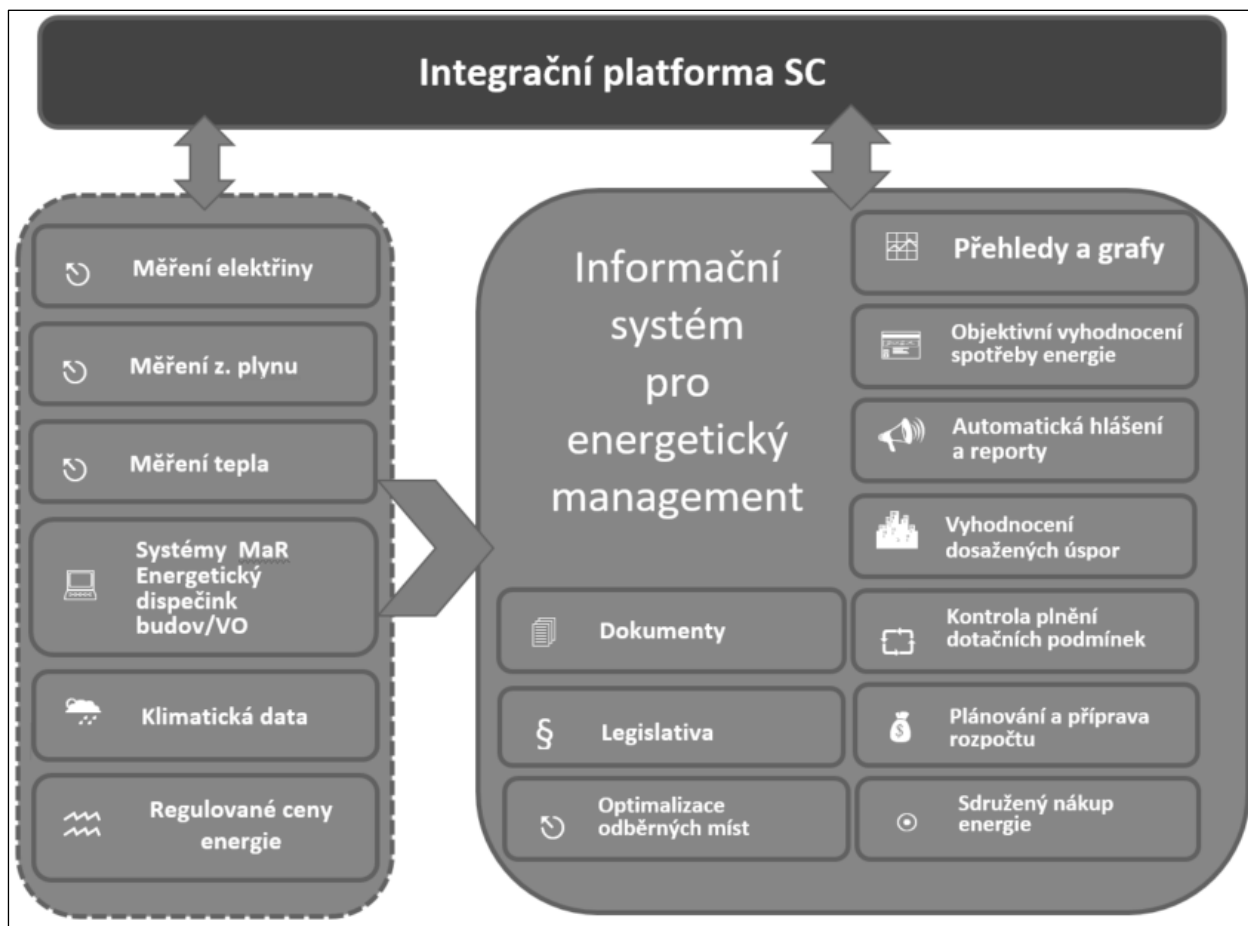 Integrační platforma SC
Měření elektřiny
Měření z. plynu
Měření tepla
Systémy MaR
Energetický
dispečink
budov/VO
Klimatická data
Regulované ceny
energie
Informační
systém
pro
energetický
management
Dokumenty
§
Legislativa
Optimalizace
odběrných míst
Přehledy a grafy
Objektivní vyhodnocení
spotřeby energie
Automatická hlášení
a reporty
Vyhodnocení
dosažených úspor
Kontrola plnění
dotačních podmínek
$
Plánování a příprava
rozpočtu
Sdružený nákup
energie